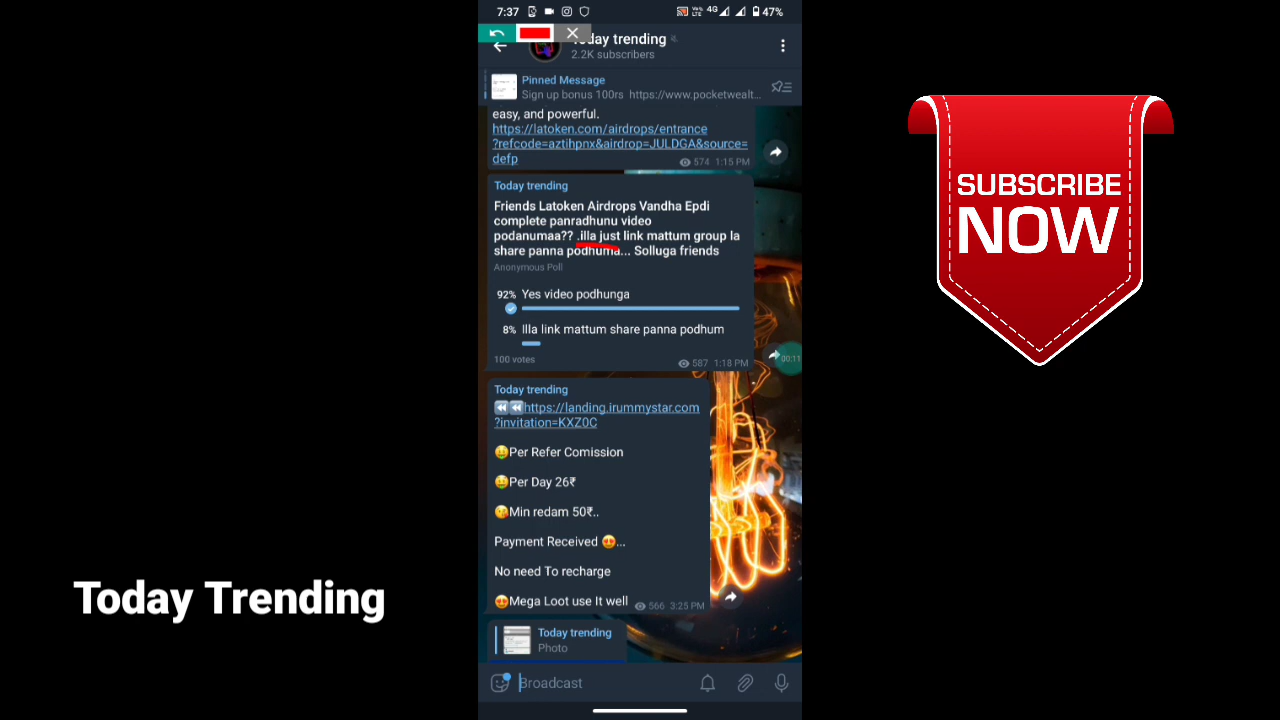 7:37
Vo))
LTE
4G
47%
Today trending
2.2K subscribers
Pinned Message
Sign up bonus 100rs https://www.pocketwealt...
easy, and powerful.
https://latoken.com/airdrops/entrance
?refcode=aztihpnx&airdrop=JULDGA&source=
defp
574 1:15 PM
Today trending
Friends Latoken Airdrops Vandha Epdi
complete panradhunu video
podanumaa?? .illa just link mattum group la
share panna podhuma... Solluga friends
Anonymous Poll
92% Yes video podhunga
8% Illa link mattum share panna podhum
100 votes
587 1:18 PM
00:11
Today trending
⏪⏪https://landing.irummystar.com
?invitation=KXZ0C
🤑Per Refer Comission
🤑Per Day 26₹
😘Min redam 50₹..
Payment Received 😍...
No need To recharge
😍Mega Loot use It well
566 3:25 PM
Today trending
Photo
Broadcast
SUBSCRIBE
NOW
Today Trending